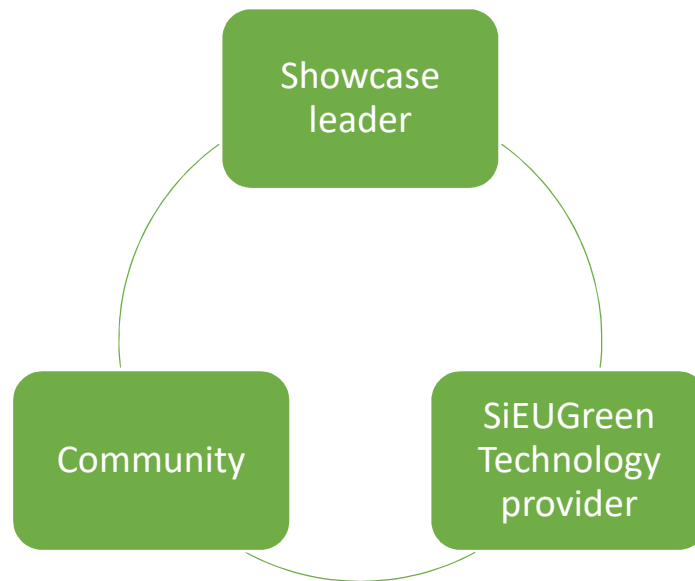 Showcase
leader
Community
SiEUGreen
Technology
provider